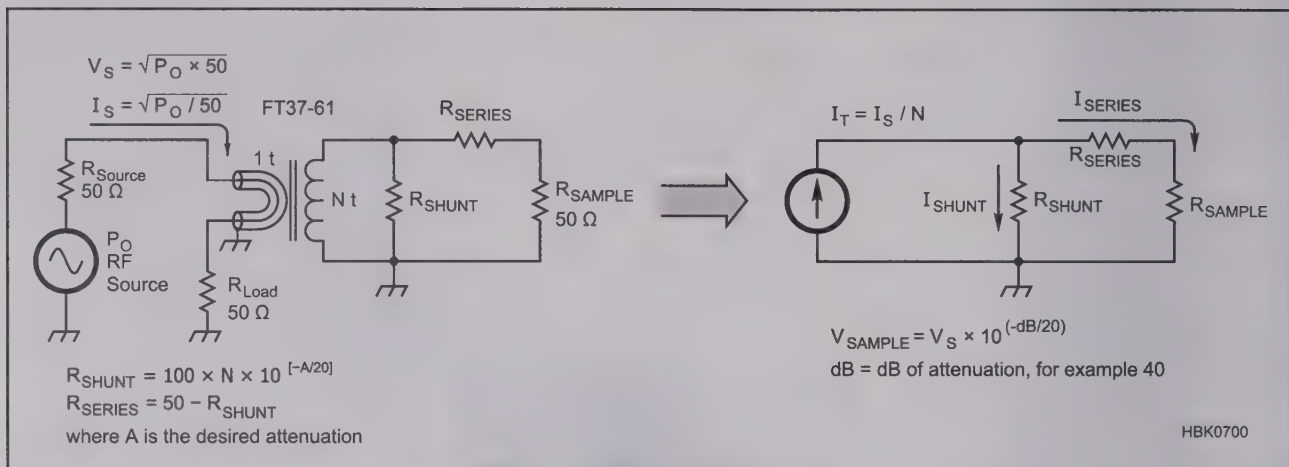 V_S = √P_O × 50
I_S = √P_O / 50
FT37-61
R_SERIES
1 t
R_Source
50 Ω
N t
R_SHUNT
R_SAMPLE
50 Ω
P_O
RF
Source
R_Load
50 Ω
R_SHUNT = 100 × N × 10^[-A/20]
R_SERIES = 50 – R_SHUNT
where A is the desired attenuation
I_T = I_S / N
I_SERIES
R_SERIES
I_SHUNT
R_SHUNT
R_SAMPLE
V_SAMPLE = V_S × 10^(-dB/20)
dB = dB of attenuation, for example 40
HBK0700